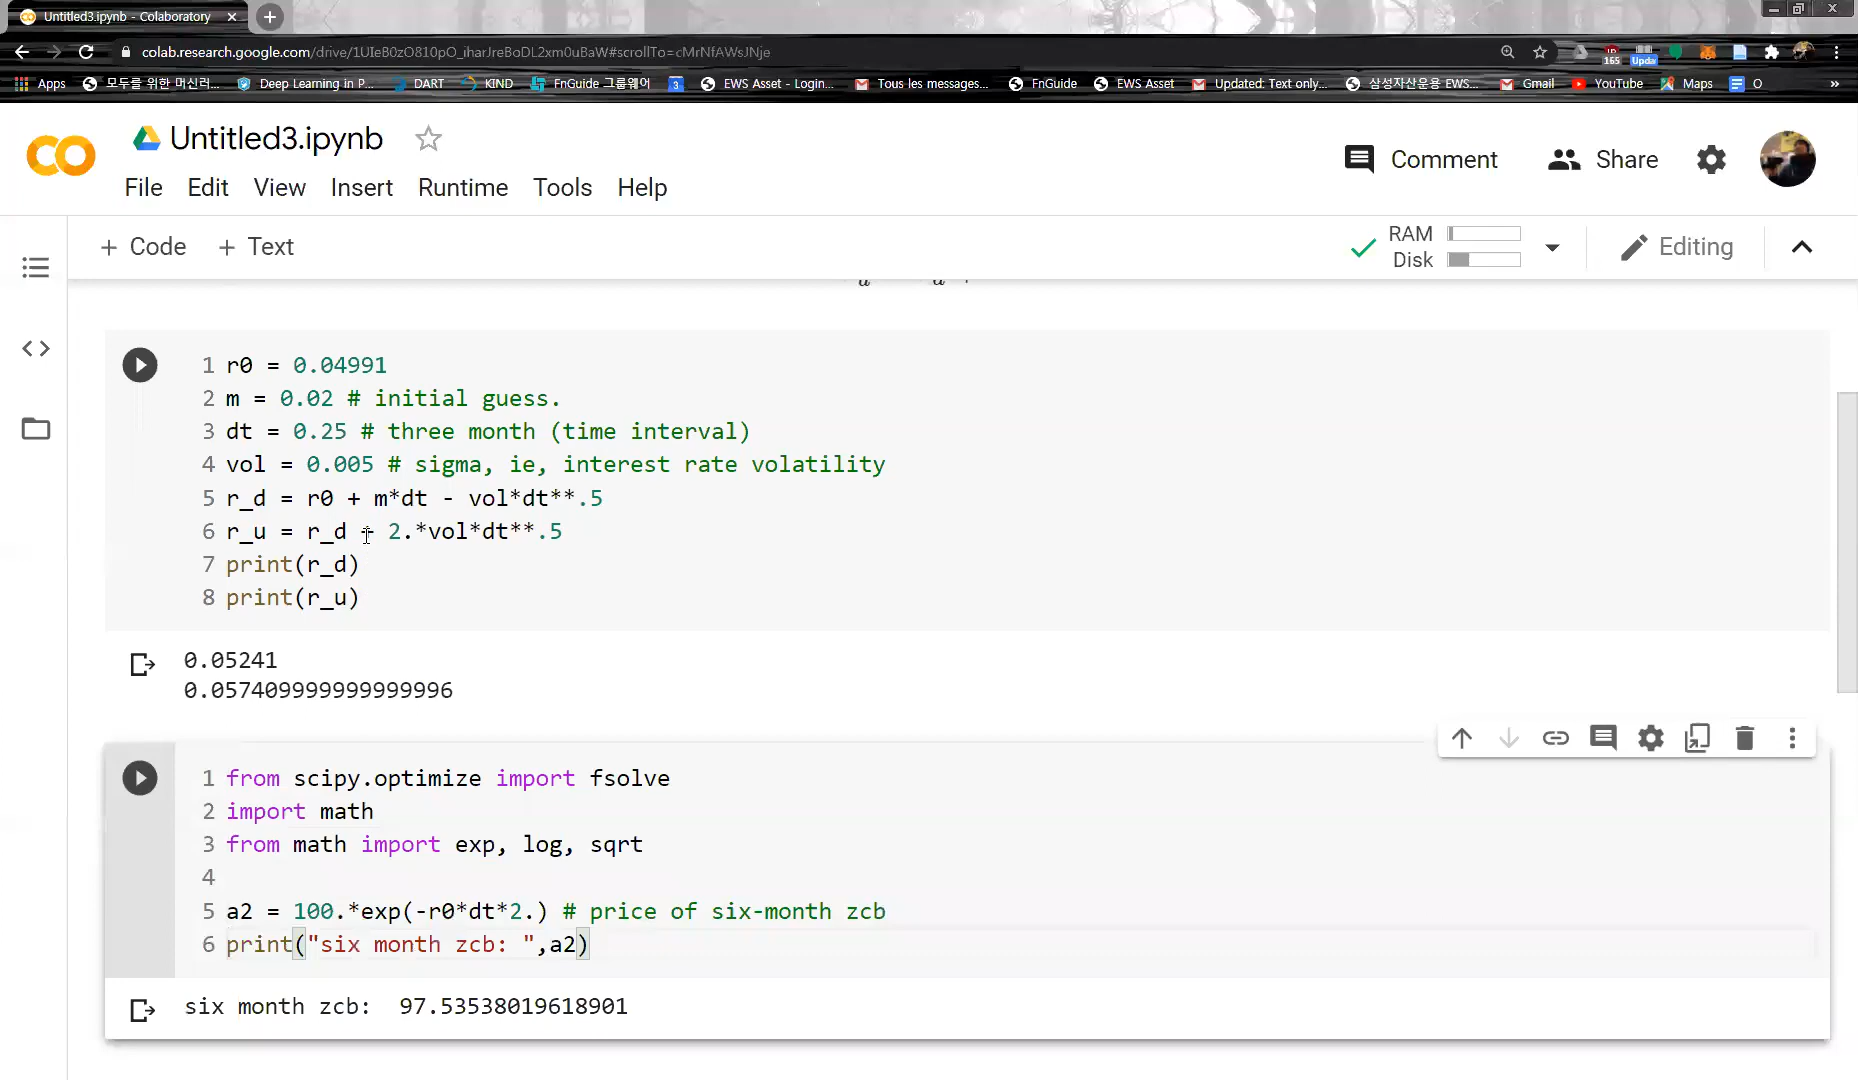 Untitled3.ipynb - Colaboratory
colab.research.google.com/drive/1UIeB0zO810pO_iharJreBoDL2xm0uBaW#scrollTo=cMrNfAWsJNje
165
Upda
Apps
모두를 위한 머신러...
Deep Learning in P...
DART
KIND
FnGuide 그룹웨어
3
EWS Asset - Login...
Tous les messages...
FnGuide
EWS Asset
Updated: Text only...
삼성자산운용 EWS...
Gmail
YouTube
Maps
O
»
CO
Untitled3.ipynb
Comment
Share
File Edit View Insert Runtime Tools Help
+ Code + Text
RAM
Disk
Editing
1 r0 = 0.04991
2 m = 0.02 # initial guess.
3 dt = 0.25 # three month (time interval)
4 vol = 0.005 # sigma, ie, interest rate volatility
5 r_d = r0 + m*dt - vol*dt**.5
6 r_u = r_d + 2.*vol*dt**.5
7 print(r_d)
8 print(r_u)
0.05241
0.057409999999999996
1 from scipy.optimize import fsolve
2 import math
3 from math import exp, log, sqrt
4
5 a2 = 100.*exp(-r0*dt*2.) # price of six-month zcb
6 print("six month zcb: ",a2)
six month zcb:  97.53538019618901